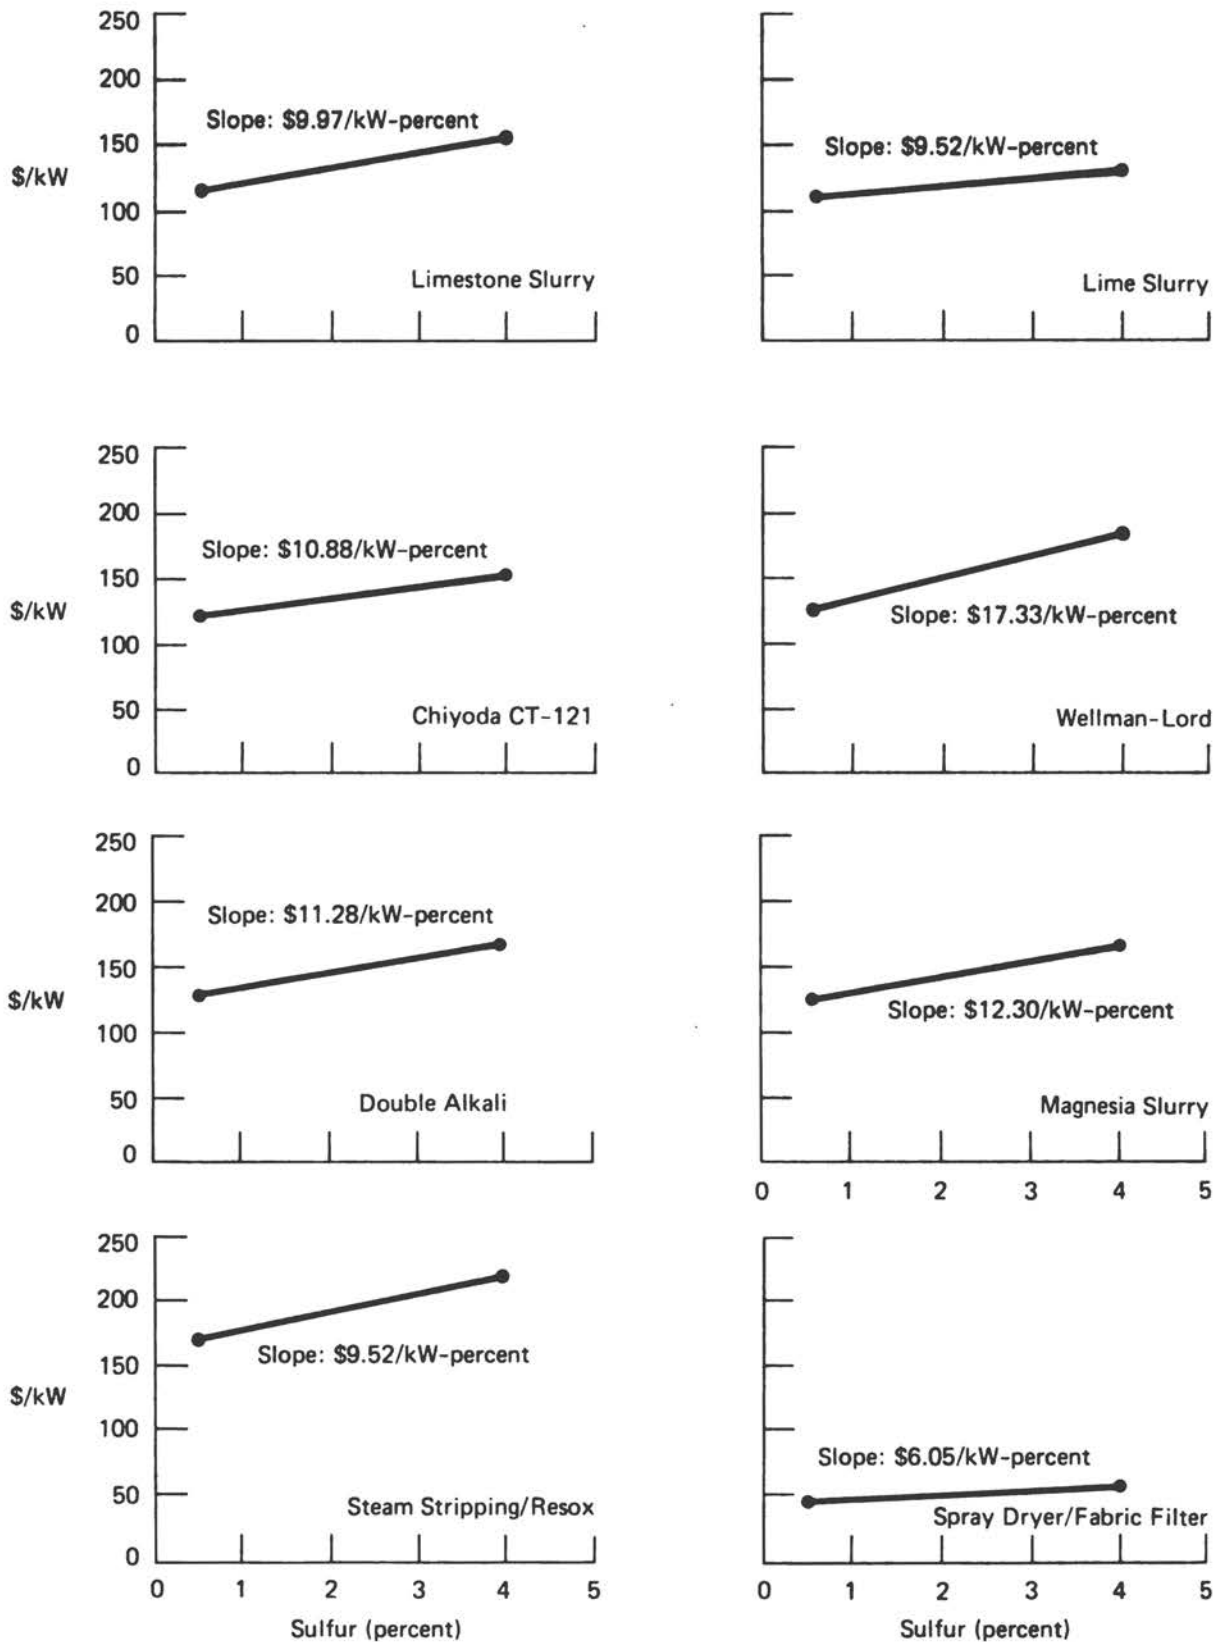 250
200
Slope: $9.97/kW-percent
150
$/kW
100
50
Limestone Slurry
0
Slope: $9.52/kW-percent
Lime Slurry
250
200
Slope: $10.88/kW-percent
150
$/kW
100
50
Chiyoda CT-121
0
Slope: $17.33/kW-percent
Wellman-Lord
250
200
Slope: $11.28/kW-percent
150
$/kW
100
50
Double Alkali
0
Slope: $12.30/kW-percent
Magnesia Slurry
0 1 2 3 4 5
250
200
Slope: $9.52/kW-percent
150
$/kW
100
50
Steam Stripping/Resox
0
0 1 2 3 4 5
Sulfur (percent)
Slope: $6.05/kW-percent
Spray Dryer/Fabric Filter
0 1 2 3 4 5
Sulfur (percent)